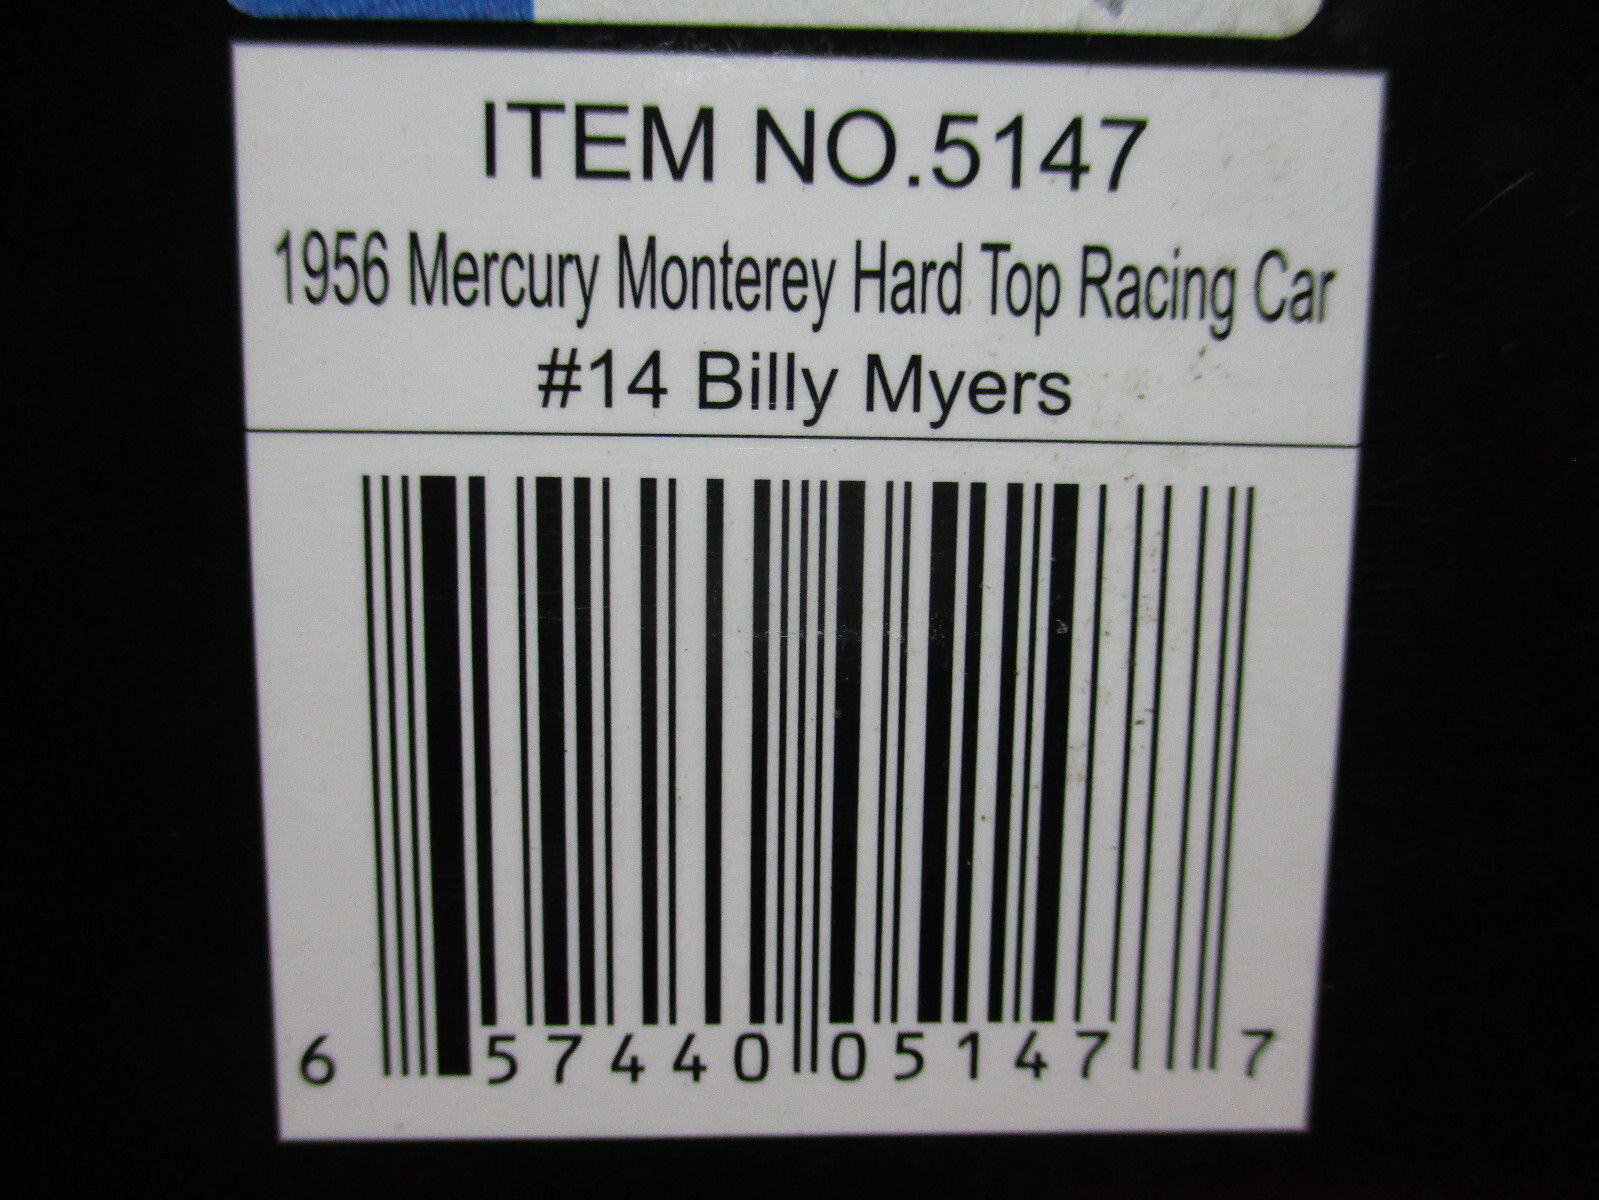 ITEM NO.5147
1956 Mercury Monterey Hard Top Racing Car
#14 Billy Myers
6 57440 05147 7